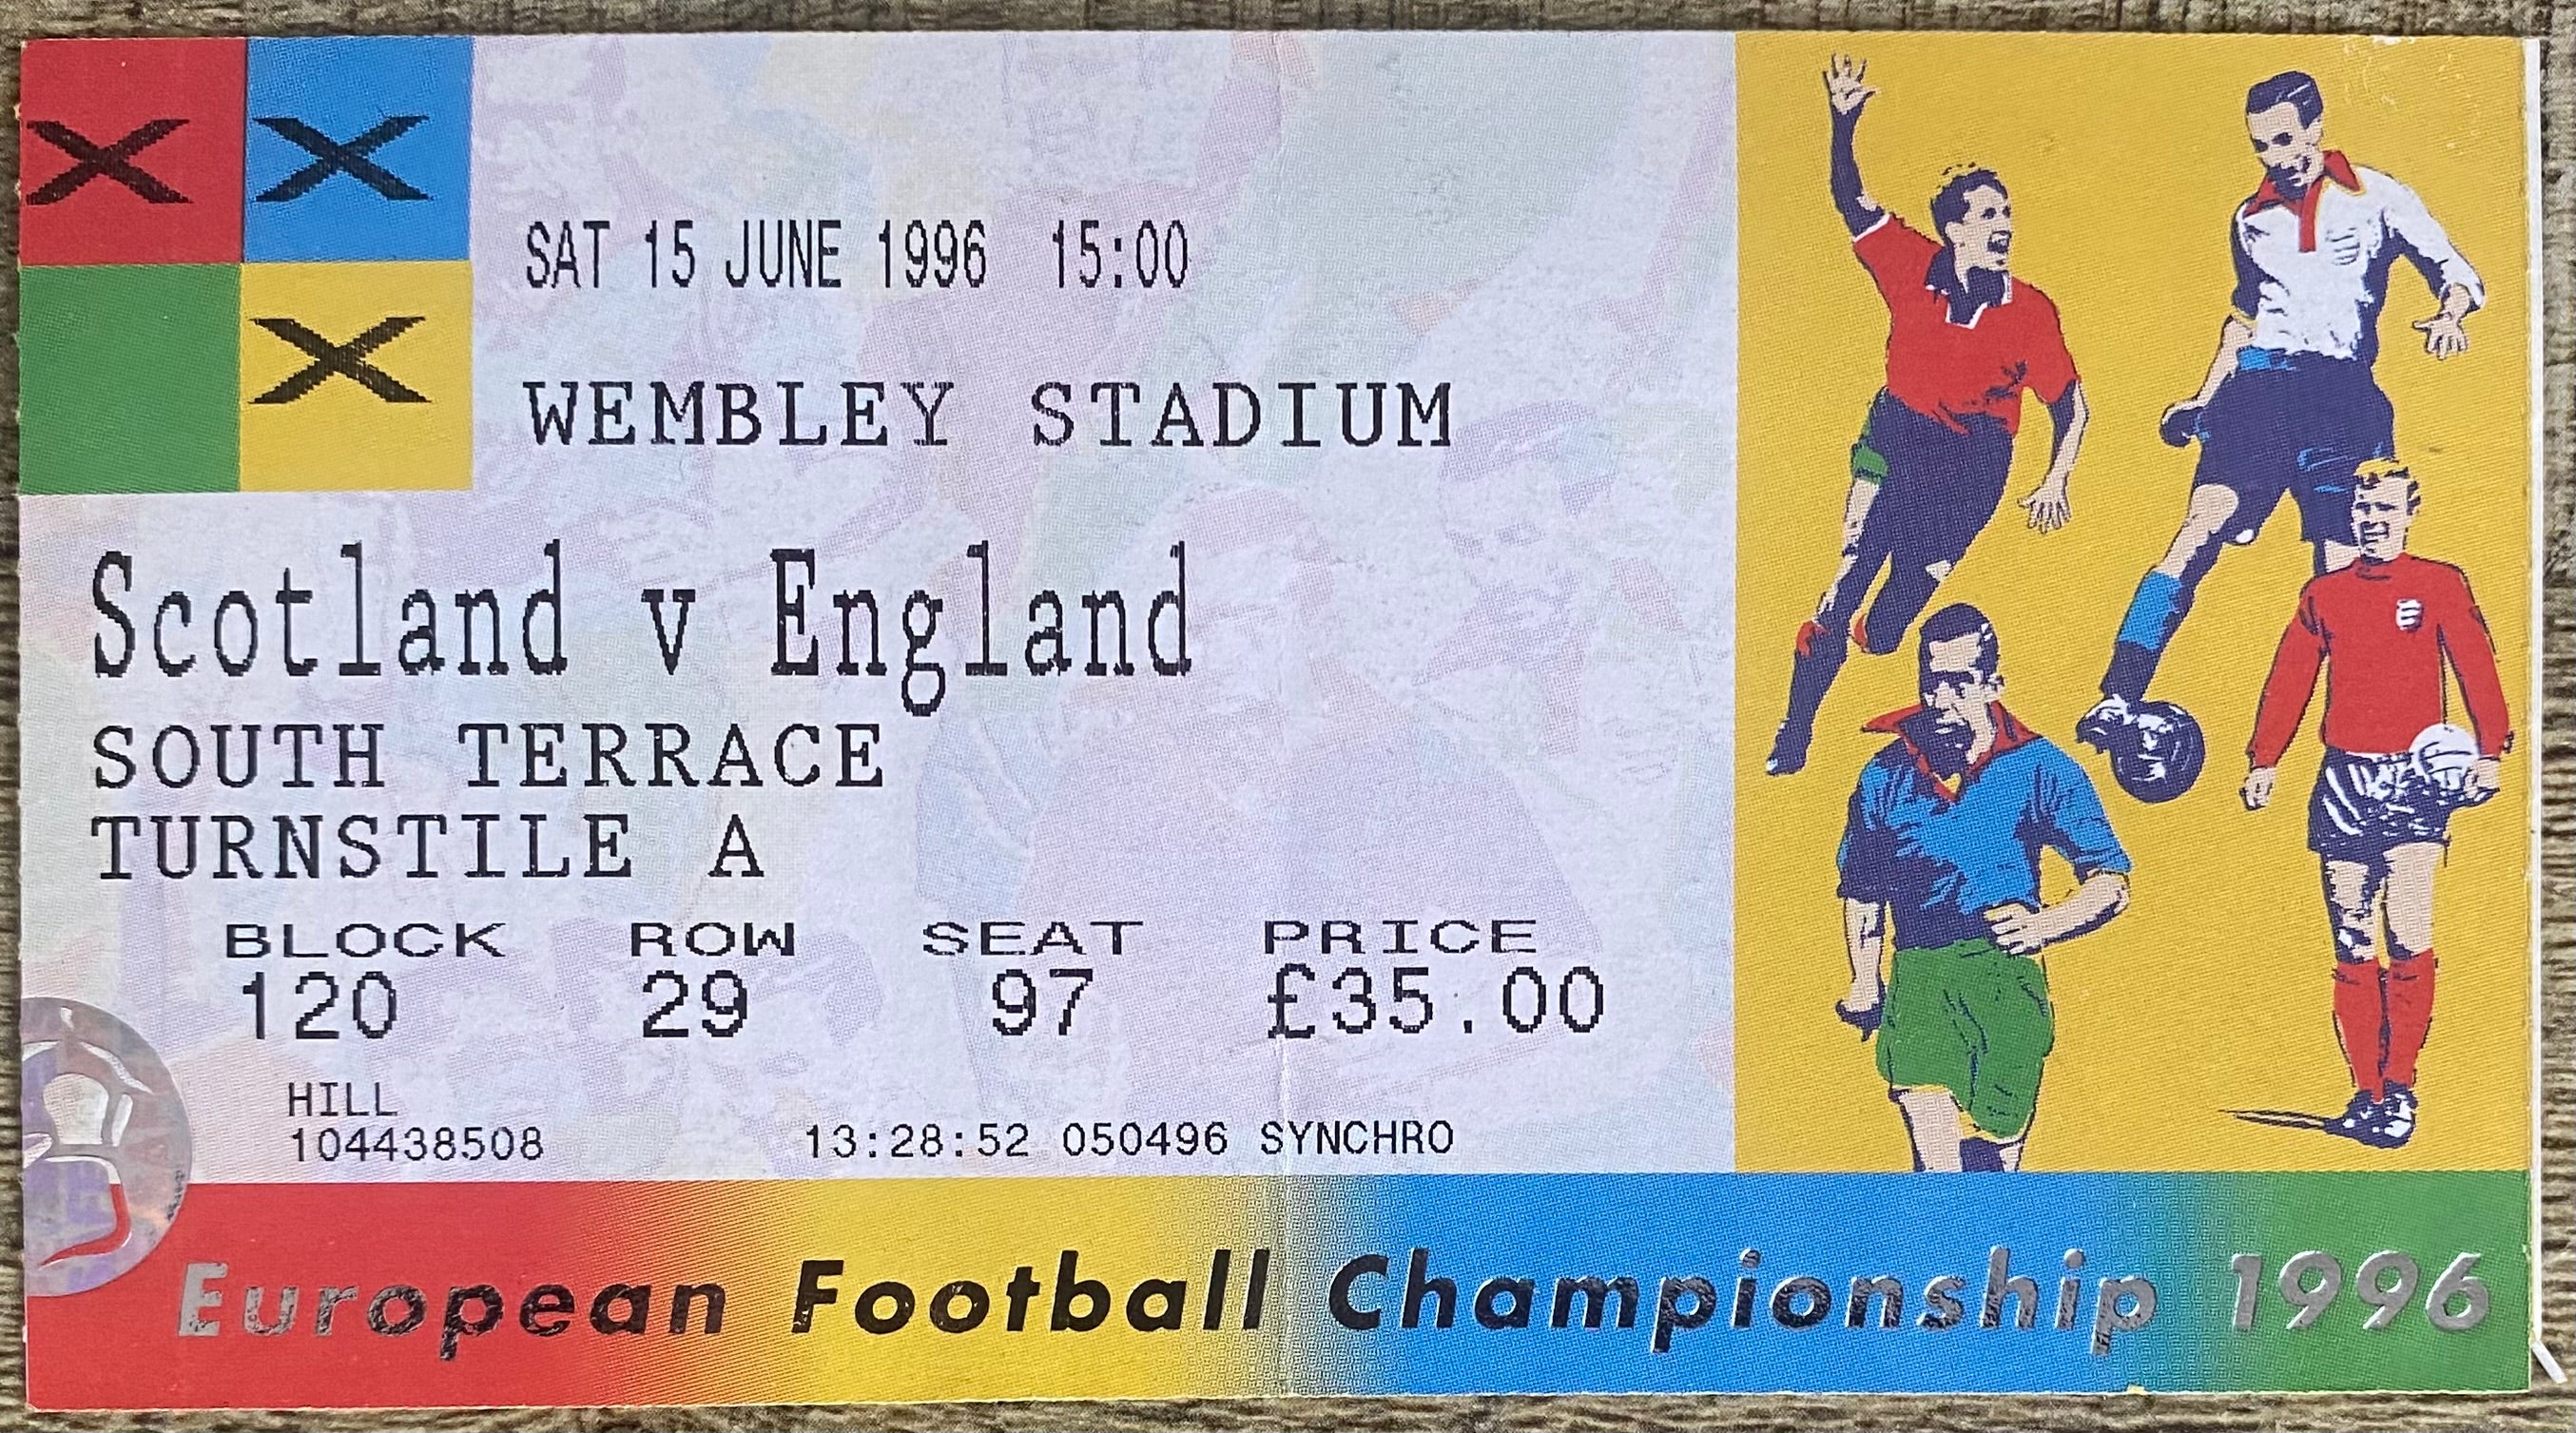 SAT 15 JUNE 1996 15:00
WEMBLEY STADIUM
Scotland v England
SOUTH TERRACE
TURNSTILE A
BLOCK ROW SEAT PRICE
120 29 97 £35.00
HILL
104438508 13:28:52 050496 SYNCHRO
European Football Championship 1996